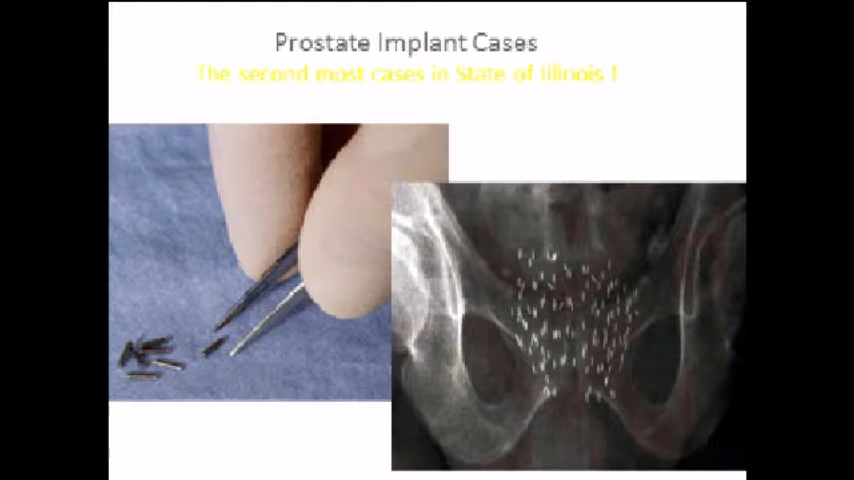 Prostate Implant Cases
The second most cases in State of Illinois !